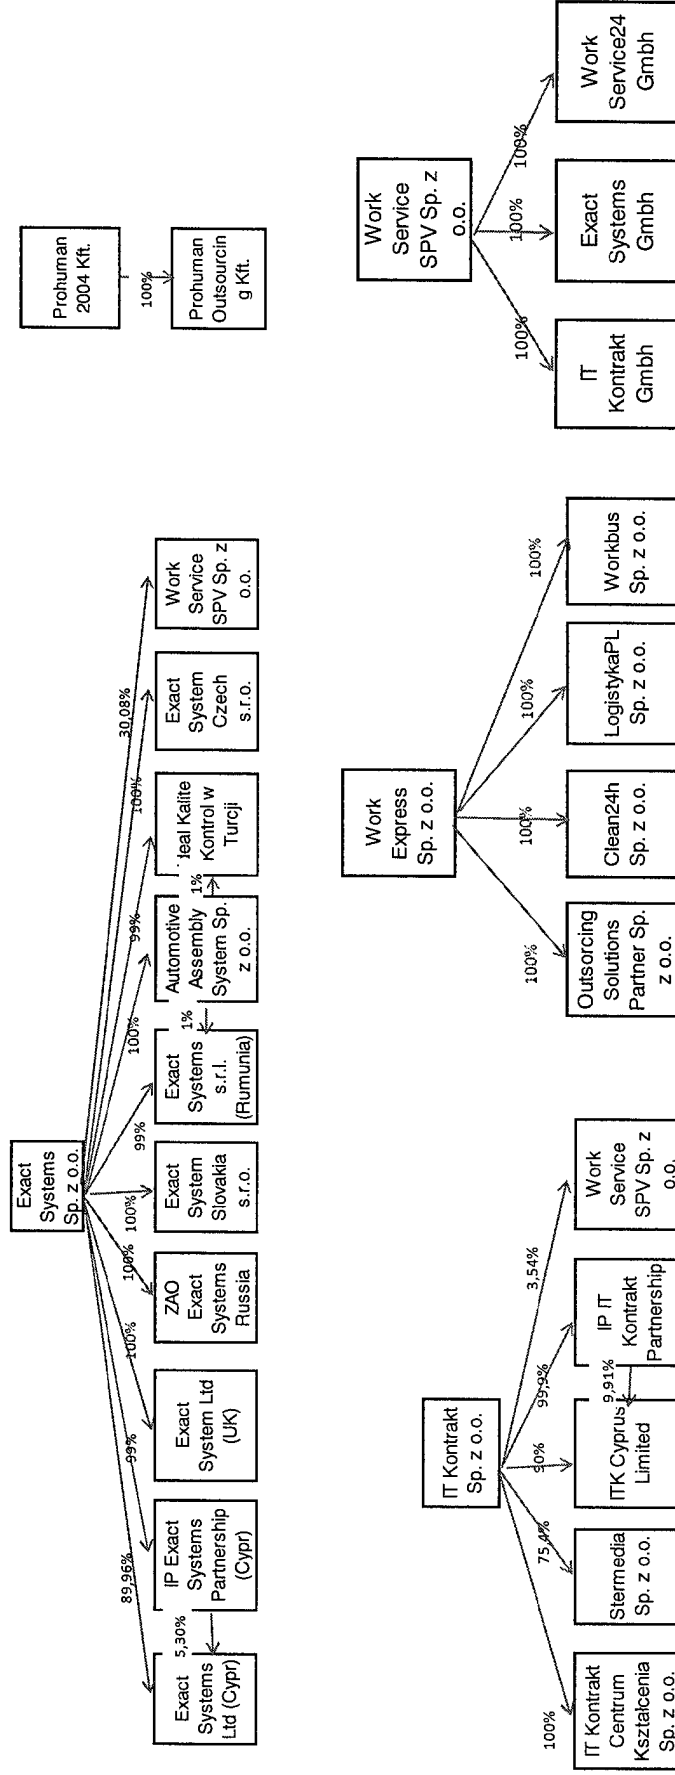 Exact
Systems
Sp. z o.o.
89,96%
99%
100%
100%
100%
99%
100%
99%
100%
30,08%
Exact
Systems
Ltd (Cypr)
5,30%
IP Exact
Systems
Partnership
(Cypr)
Exact
System Ltd
(UK)
ZAO
Exact
Systems
Russia
Exact
System
Slovakia
s.r.o.
Exact
Systems
s.r.l.
(Rumunia)
1%
Automotive
Assembly
System Sp.
z o.o.
1%
Kalite
Kontrol w
Turcji
Exact
System
Czech
s.r.o.
Work
Service
SPV Sp. z
o.o.
Prohuman
2004 Kft.
100%
Prohuman
Outsourcin
g Kft.
IT Kontrakt
Sp. z o.o.
100%
75,4%
90%
99,9%
3,54%
IT Kontrakt
Centrum
Kształcenia
Sp. z o.o.
Stermedia
Sp. z o.o.
ITK Cyprus
Limited
9,91%
IP IT
Kontrakt
Partnership
Work
Service
SPV Sp. z
o.o.
Work
Express
Sp. z o.o.
100%
100%
100%
100%
Outsorcing
Solutions
Partner Sp.
z o.o.
Clean24h
Sp. z o.o.
LogistykaPL
Sp. z o.o.
Workbus
Sp. z o.o.
Work
Service
SPV Sp. z
o.o.
100%
100%
100%
IT
Kontrakt
Gmbh
Exact
Systems
Gmbh
Work
Service24
Gmbh